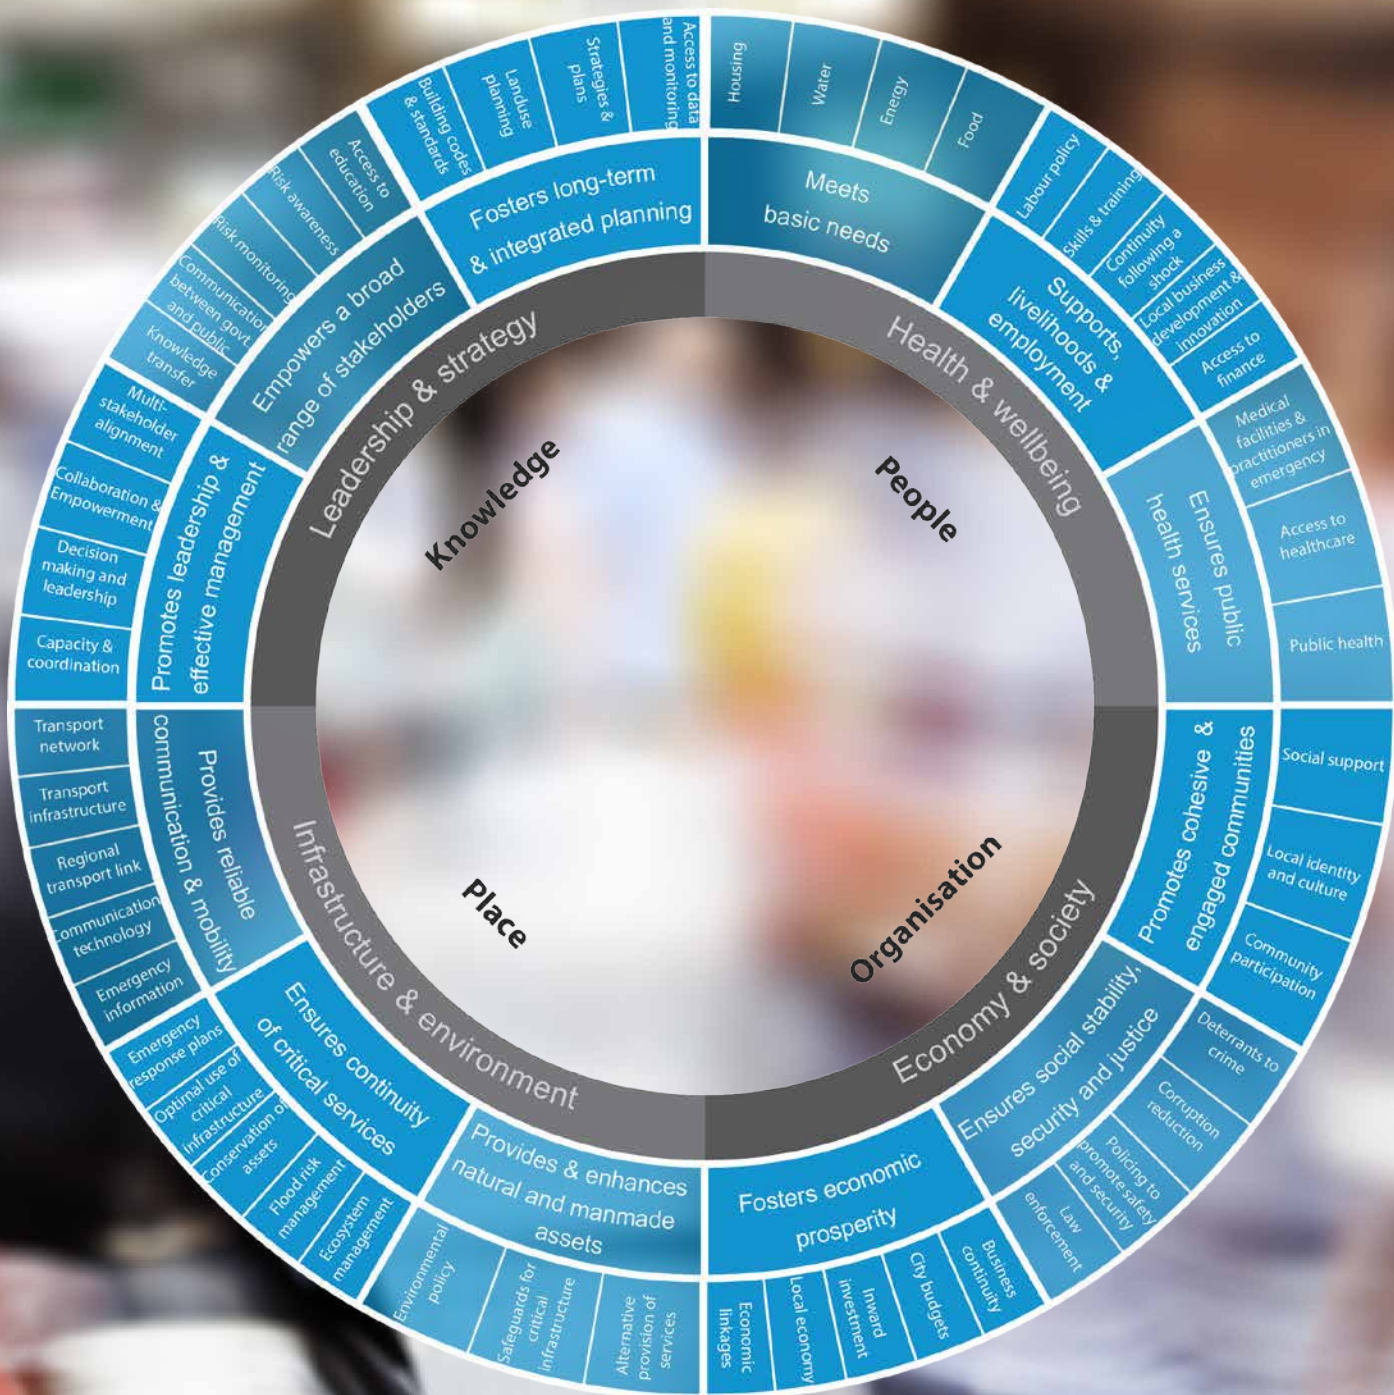 Housing
Water
Energy
Food
Meets
basic needs
Labour policy
Skills & training
Continuity
following a
shock
Local business
development &
innovation
Access to
finance
Supports,
livelihoods &
employment
Medical
facilities &
practitioners in
emergency
Access to
healthcare
Public health
Ensures public
health services
Health & wellbeing
People
Social support
Local identity
and culture
Community
participation
Promotes cohesive &
engaged communities
Deterrants to
crime
Corruption
reduction
Policing to
promote safety
and security
Law
enforcement
Ensures social stability,
security and justice
Business
continuity
City budgets
Inward
investment
Local economy
Economic
linkages
Fosters economic
prosperity
Economy & society
Organisation
Alternative
provision of
services
Safeguards for
critical
infrastructure
Environmental
policy
Provides & enhances
natural and manmade
assets
Ecosystem
management
Flood risk
management
Conservation of
assets
Optimal use of
critical
infrastructure
Emergency
response plans
Ensures continuity
of critical services
Emergency
information
Communication
technology
Regional
transport link
Transport
infrastructure
Transport
network
Provides reliable
communication & mobility
Infrastructure & environment
Place
Capacity &
coordination
Decision
making and
leadership
Collaboration &
Empowerment
Multi-
stakeholder
alignment
Promotes leadership &
effective management
Knowledge
transfer
Communication
between govt.
and public
Risk monitoring
Risk awareness
Access to
education
Empowers a broad
range of stakeholders
Building codes
& standards
Landuse
planning
Strategies &
plans
Access to data
and monitoring
Fosters long-term
& integrated planning
Leadership & strategy
Knowledge